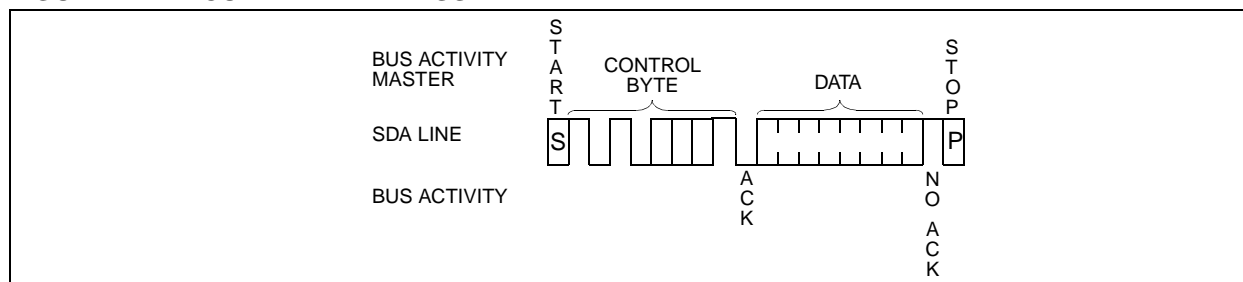 BUS ACTIVITY
MASTER
START
CONTROL
BYTE
DATA
STOP
SDA LINE
S
P
BUS ACTIVITY
ACK
NO ACK